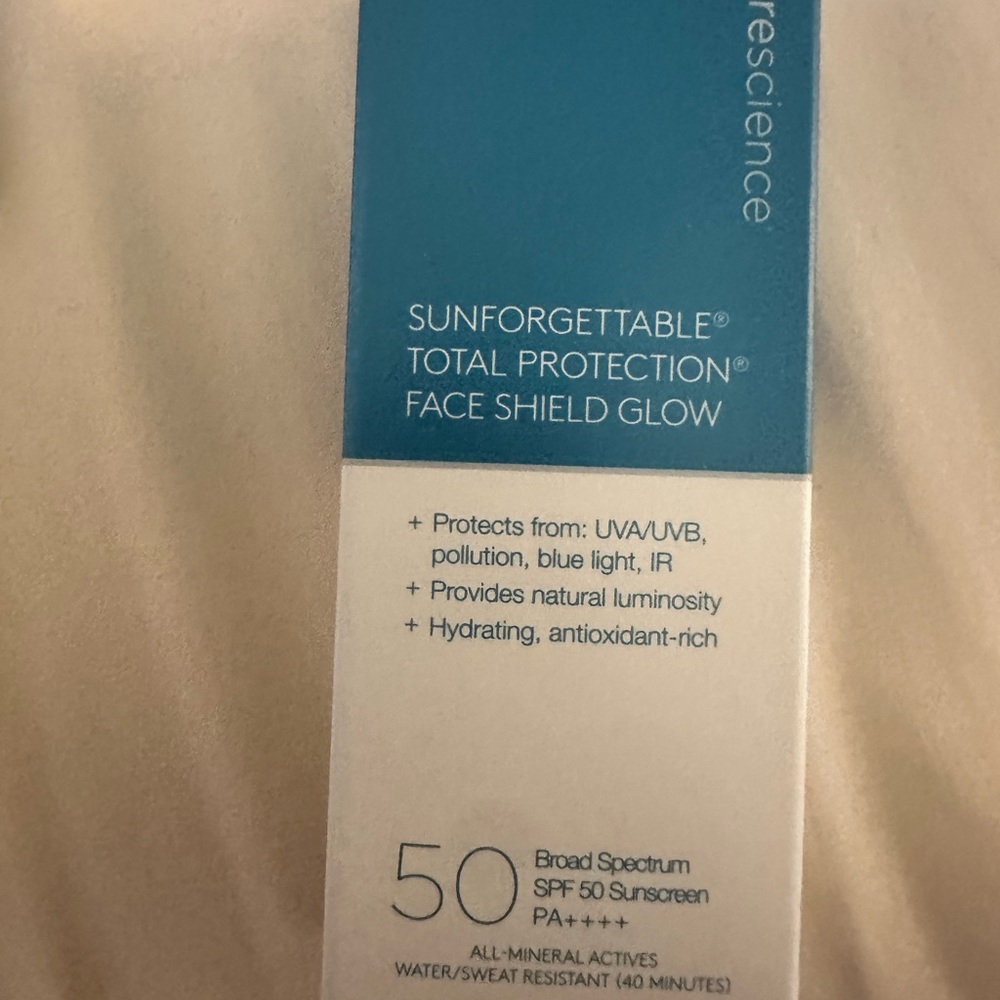 rescience
SUNFORGETTABLE®
TOTAL PROTECTION®
FACE SHIELD GLOW
+ Protects from: UVA/UVB,
pollution, blue light, IR
+ Provides natural luminosity
+ Hydrating, antioxidant-rich
50
Broad Spectrum
SPF 50 Sunscreen
PA++++
ALL-MINERAL ACTIVES
WATER/SWEAT RESISTANT (40 MINUTES)